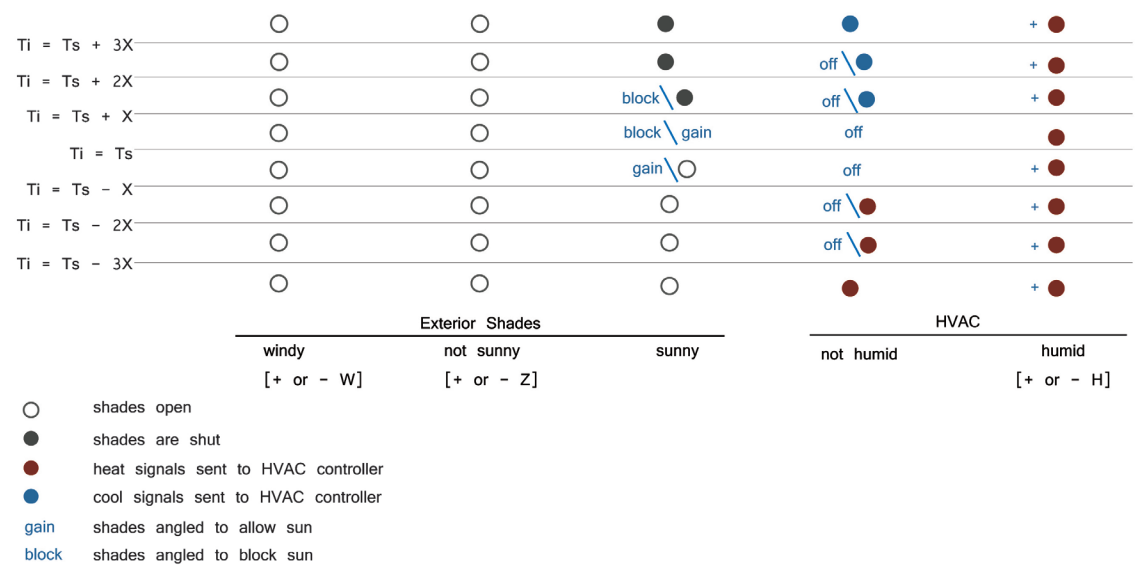 +
Ti = Ts + 3X
off \ +
Ti = Ts + 2X
block \ off \ +
Ti = Ts + X
block \ gain off
Ti = Ts
gain \ off +
Ti = Ts − X
off \ +
Ti = Ts − 2X
off \ +
Ti = Ts − 3X
+
Exterior Shades HVAC
windy not sunny sunny not humid humid
[+ or − W] [+ or − Z] [+ or − H]
shades open
shades are shut
heat signals sent to HVAC controller
cool signals sent to HVAC controller
gain shades angled to allow sun
block shades angled to block sun